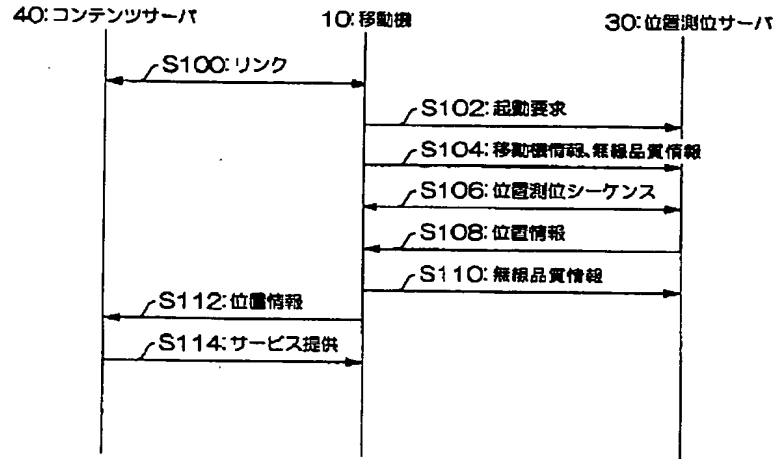 40:コンテンツサーバ
10:移動機
30:位置測位サーバ
S100:リンク
S102:起動要求
S104:移動機情報、無線品質情報
S106:位置測位シーケンス
S108:位置情報
S110:無線品質情報
S112:位置情報
S114:サービス提供